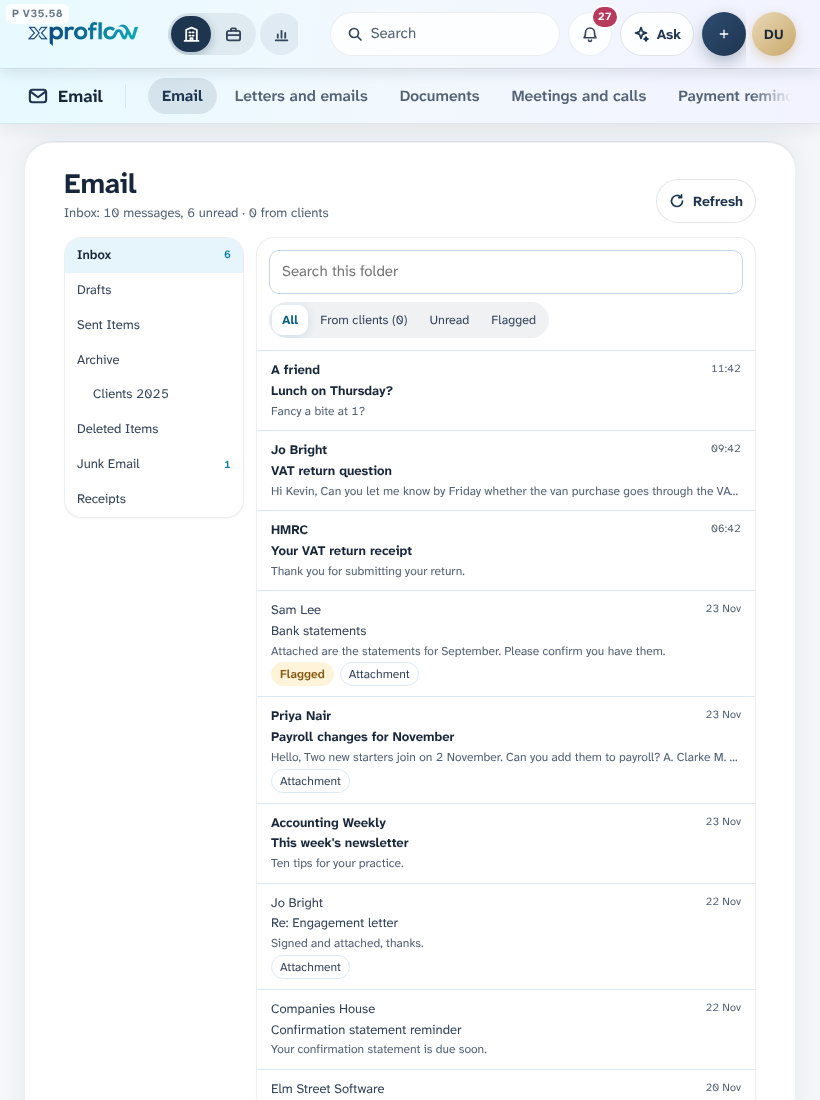 P V35.58
xproflow
Search
27
Ask
+
DU
Email
Email
Letters and emails
Documents
Meetings and calls
Payment
Email
Inbox: 10 messages, 6 unread · 0 from clients
Refresh
Inbox 6
Drafts
Sent Items
Archive
Clients 2025
Deleted Items
Junk Email 1
Receipts
Search this folder
All
From clients (0)
Unread
Flagged
A friend 11:42
Lunch on Thursday?
Fancy a bite at 1?
Jo Bright 09:42
VAT return question
Hi Kevin, Can you let me know by Friday whether the van purchase goes through the VA...
HMRC 06:42
Your VAT return receipt
Thank you for submitting your return.
Sam Lee 23 Nov
Bank statements
Attached are the statements for September. Please confirm you have them.
Flagged
Attachment
Priya Nair 23 Nov
Payroll changes for November
Hello, Two new starters join on 2 November. Can you add them to payroll? A. Clarke M. ...
Attachment
Accounting Weekly 23 Nov
This week's newsletter
Ten tips for your practice.
Jo Bright 22 Nov
Re: Engagement letter
Signed and attached, thanks.
Attachment
Companies House 22 Nov
Confirmation statement reminder
Your confirmation statement is due soon.
Elm Street Software 20 Nov